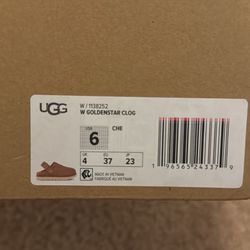 UGG
W / 1138252
W GOLDENSTAR CLOG
USA
6
CHE
UK
4
EU
37
JP
23
MADE IN VIETNAM
FABRIQUÉ AU VIETNAM
1 96565 24337 9